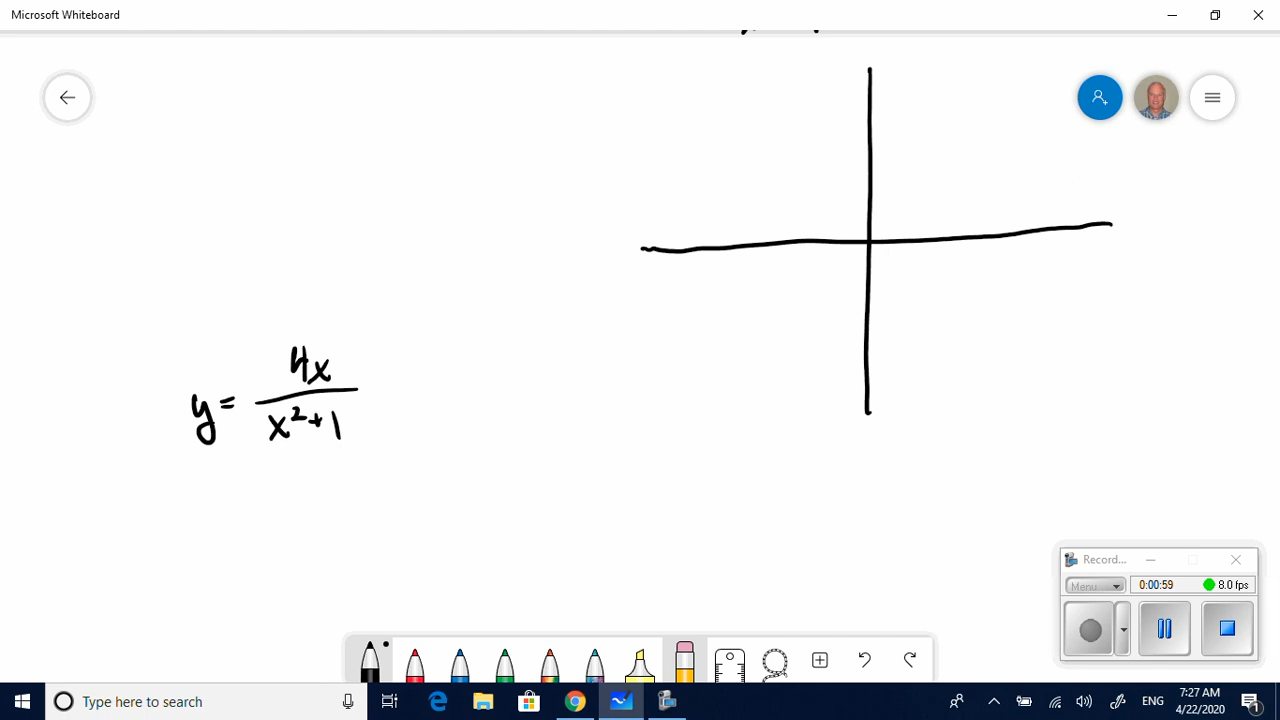 Microsoft Whiteboard
y = 4x / x² + 1
Record...
Menu
0:00:59
8.0 fps
Type here to search
ENG
7:27 AM
4/22/2020
1